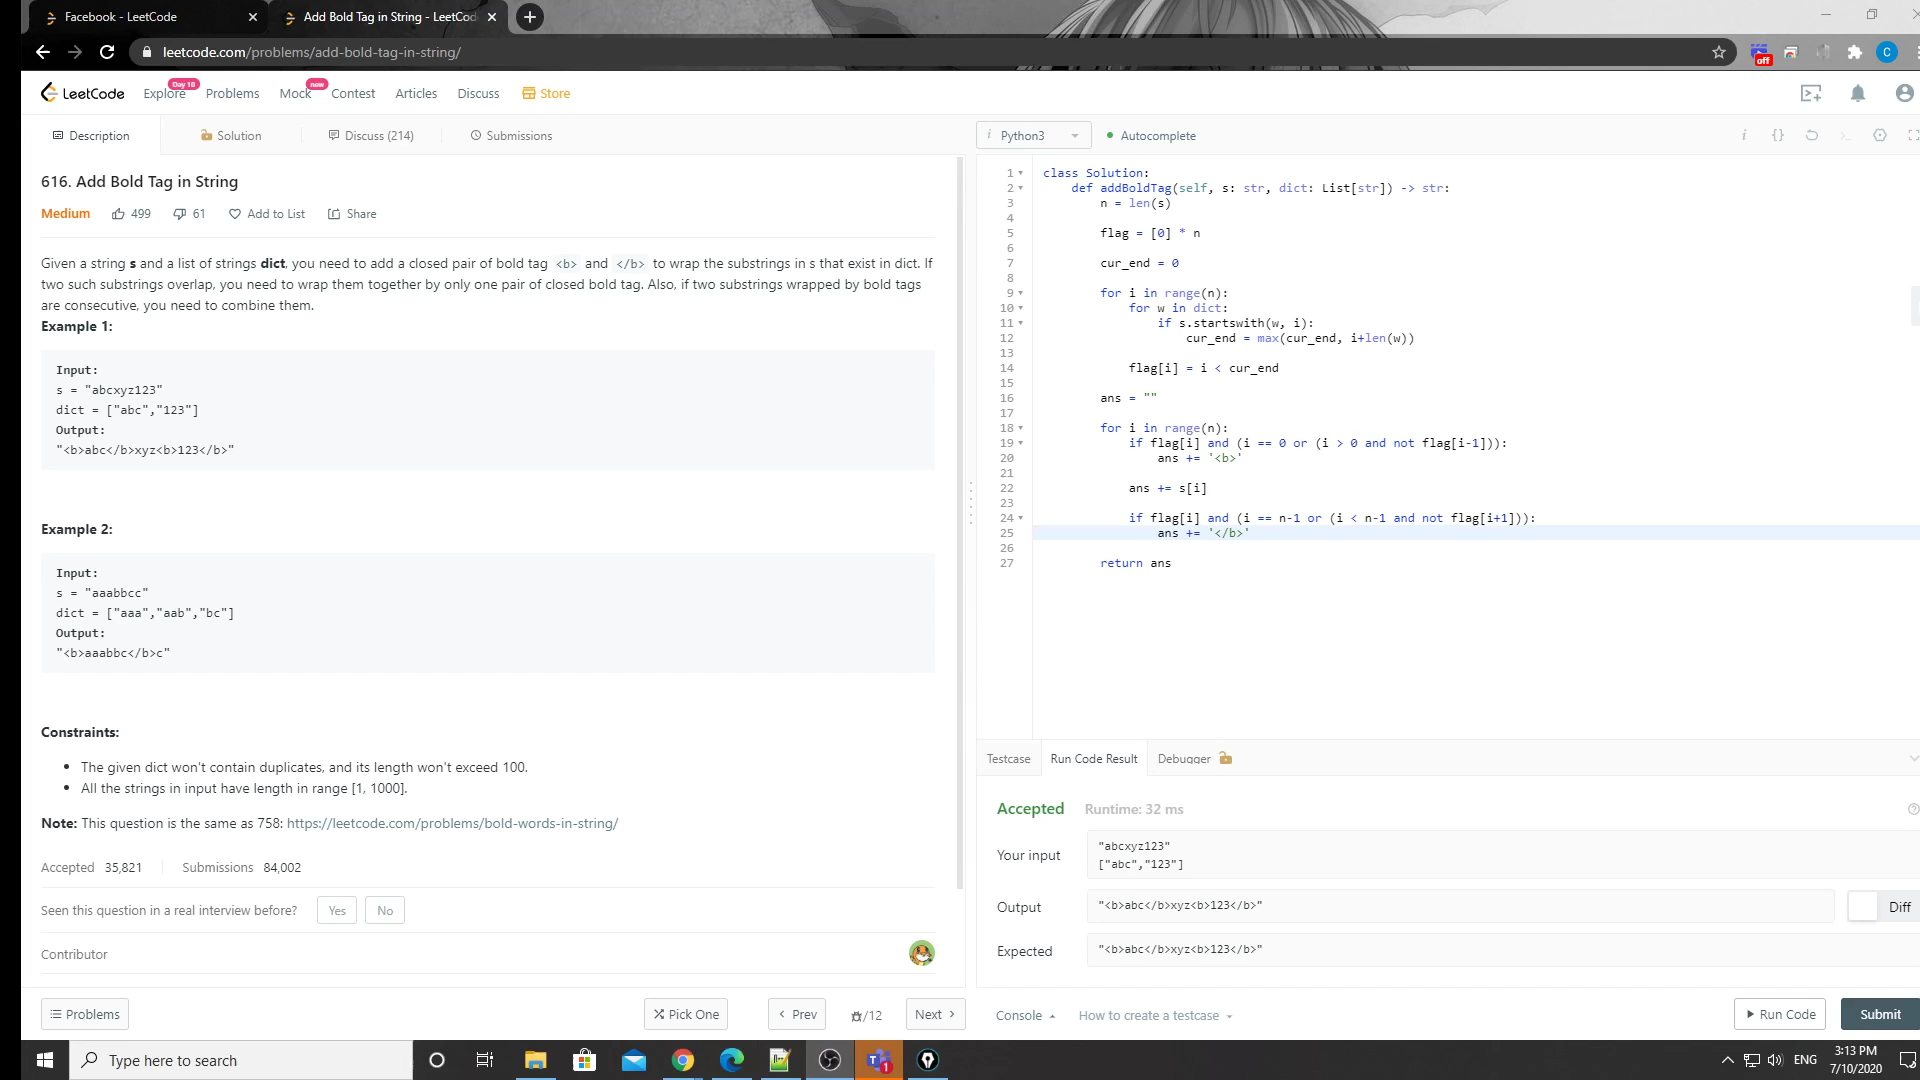 Facebook - LeetCode
Add Bold Tag in String - LeetCod
leetcode.com/problems/add-bold-tag-in-string/
off
C
LeetCode
Explore
Day 10
Problems
Mock
new
Contest
Articles
Discuss
Store
Description
Solution
Discuss (214)
Submissions
616. Add Bold Tag in String
Medium
499
61
Add to List
Share
Given a string s and a list of strings dict, you need to add a closed pair of bold tag <b> and </b> to wrap the substrings in s that exist in dict. If
two such substrings overlap, you need to wrap them together by only one pair of closed bold tag. Also, if two substrings wrapped by bold tags
are consecutive, you need to combine them.
Example 1:
Input:
s = "abcxyz123"
dict = ["abc","123"]
Output:
"<b>abc</b>xyz<b>123</b>"
Example 2:
Input:
s = "aaabbcc"
dict = ["aaa","aab","bc"]
Output:
"<b>aaabbc</b>c"
Constraints:
• The given dict won't contain duplicates, and its length won't exceed 100.
• All the strings in input have length in range [1, 1000].
Note: This question is the same as 758: https://leetcode.com/problems/bold-words-in-string/
Accepted 35,821
Submissions 84,002
Seen this question in a real interview before?
Yes
No
Contributor
Problems
Pick One
Prev
/12
Next
i Python3
Autocomplete
i {}
1 class Solution:
2 def addBoldTag(self, s: str, dict: List[str]) -> str:
3 n = len(s)
4
5 flag = [0] * n
6
7 cur_end = 0
8
9 for i in range(n):
10 for w in dict:
11 if s.startswith(w, i):
12 cur_end = max(cur_end, i+len(w))
13
14 flag[i] = i < cur_end
15
16 ans = ""
17
18 for i in range(n):
19 if flag[i] and (i == 0 or (i > 0 and not flag[i-1])):
20 ans += '<b>'
21
22 ans += s[i]
23
24 if flag[i] and (i == n-1 or (i < n-1 and not flag[i+1])):
25 ans += '</b>'
26
27 return ans
Testcase
Run Code Result
Debugger
Accepted
Runtime: 32 ms
Your input
"abcxyz123"
["abc","123"]
Output
"<b>abc</b>xyz<b>123</b>"
Diff
Expected
"<b>abc</b>xyz<b>123</b>"
Console
How to create a testcase
Run Code
Submit
Type here to search
1
ENG
3:13 PM
7/10/2020